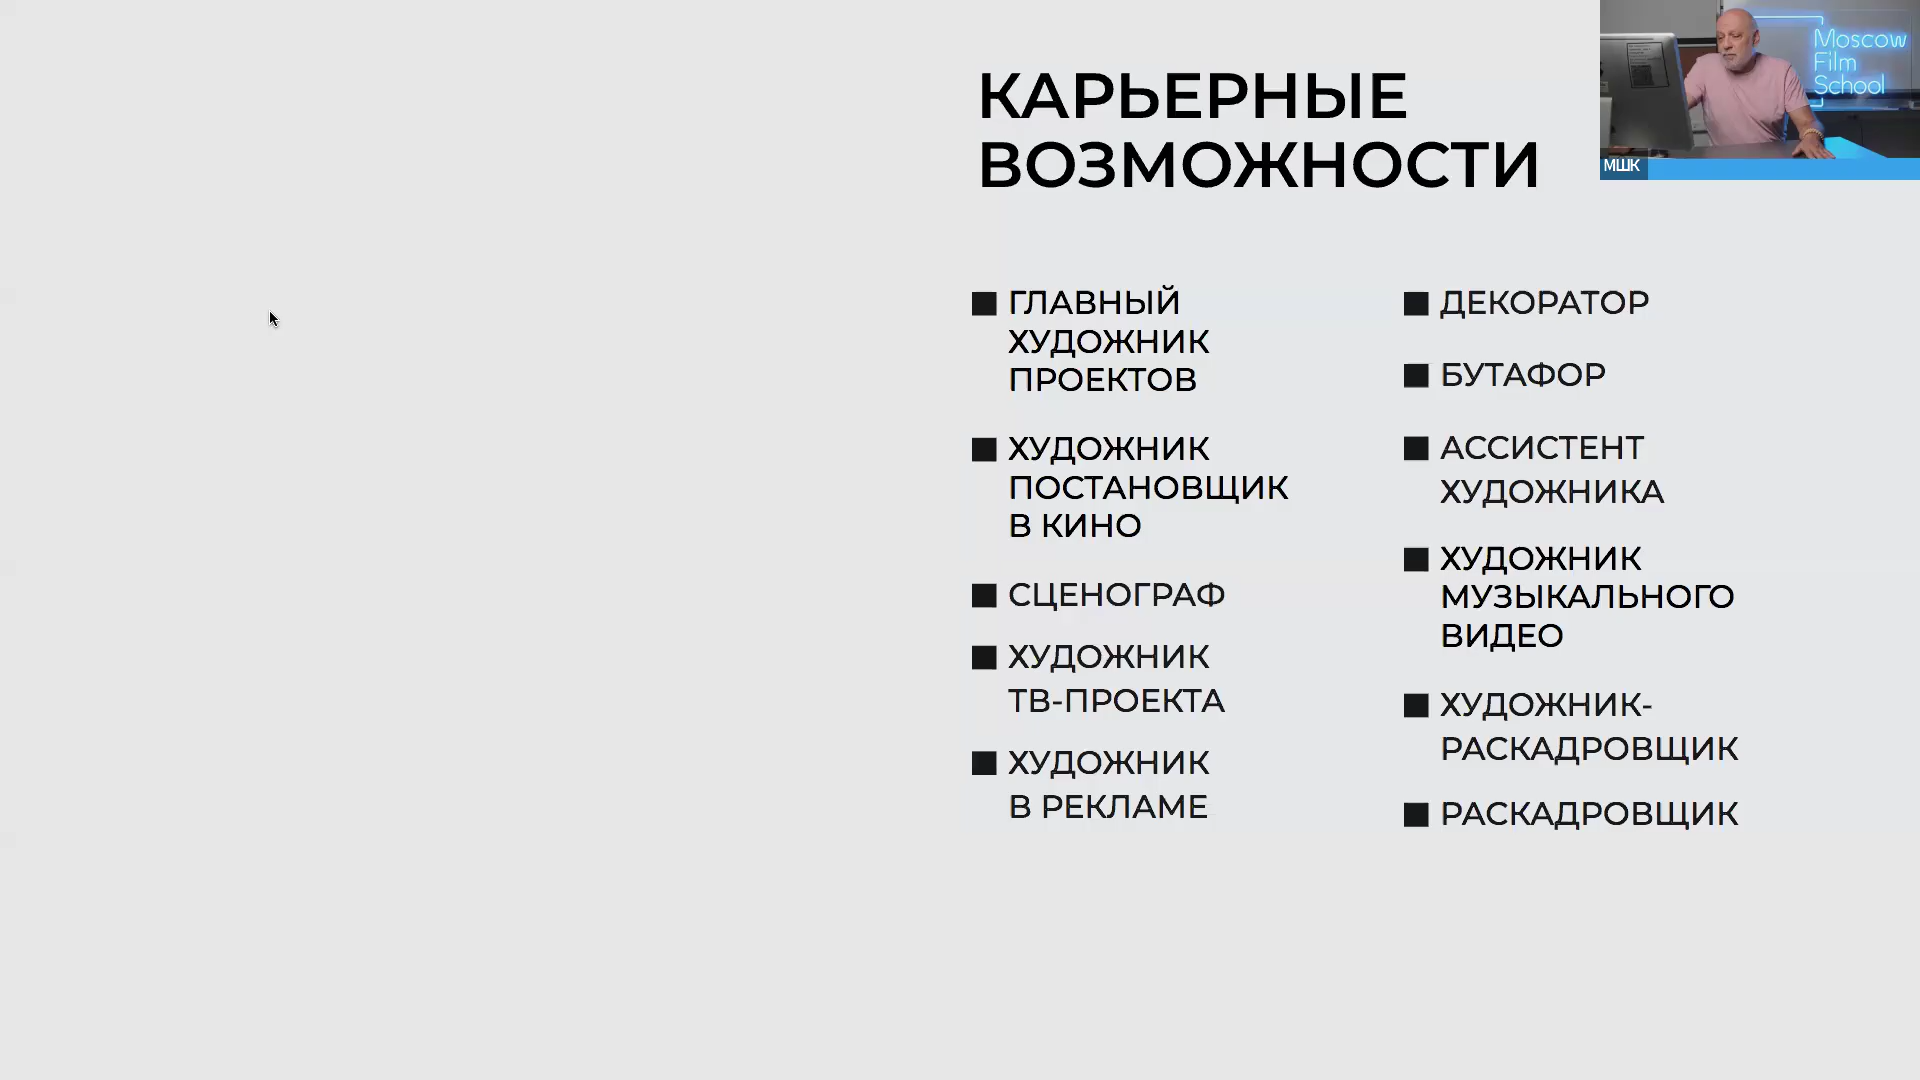 КАРЬЕРНЫЕ
ВОЗМОЖНОСТИ
ГЛАВНЫЙ
ХУДОЖНИК
ПРОЕКТОВ
ХУДОЖНИК
ПОСТАНОВЩИК
В КИНО
СЦЕНОГРАФ
ХУДОЖНИК
ТВ-ПРОЕКТА
ХУДОЖНИК
В РЕКЛАМЕ
ДЕКОРАТОР
БУТАФОР
АССИСТЕНТ
ХУДОЖНИКА
ХУДОЖНИК
МУЗЫКАЛЬНОГО
ВИДЕО
ХУДОЖНИК-
РАСКАДРОВЩИК
РАСКАДРОВЩИК
Moscow
Film
School
МШК